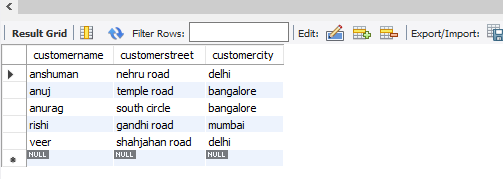 Result Grid Filter Rows: Edit: Export/Import:
customername customerstreet customercity
anshuman nehru road delhi
anuj temple road bangalore
anurag south circle bangalore
rishi gandhi road mumbai
veer shahjahan road delhi
NULL NULL NULL